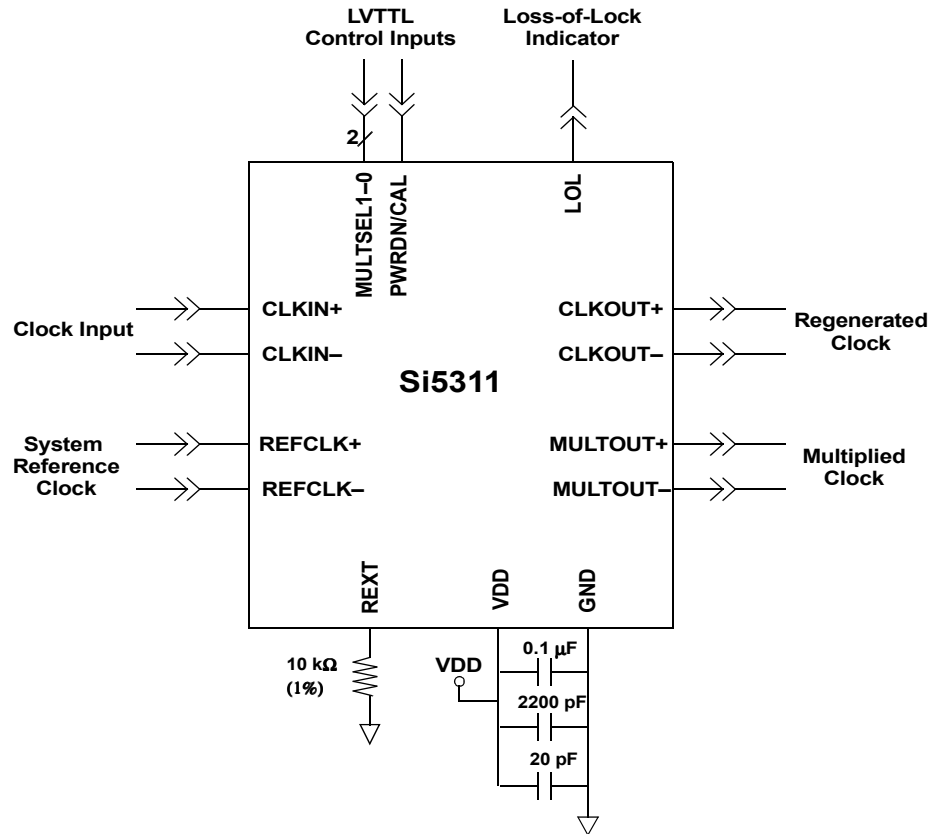 LVTTL
Control Inputs
Loss-of-Lock
Indicator
2
MULTSEL1–0
PWRDN/CAL
LOL
Clock Input
CLKIN+
CLKIN–
CLKOUT+
CLKOUT–
Regenerated
Clock
Si5311
System
Reference
Clock
REFCLK+
REFCLK–
MULTOUT+
MULTOUT–
Multiplied
Clock
REXT
VDD
GND
10 kΩ
(1%)
VDD
0.1 μF
2200 pF
20 pF